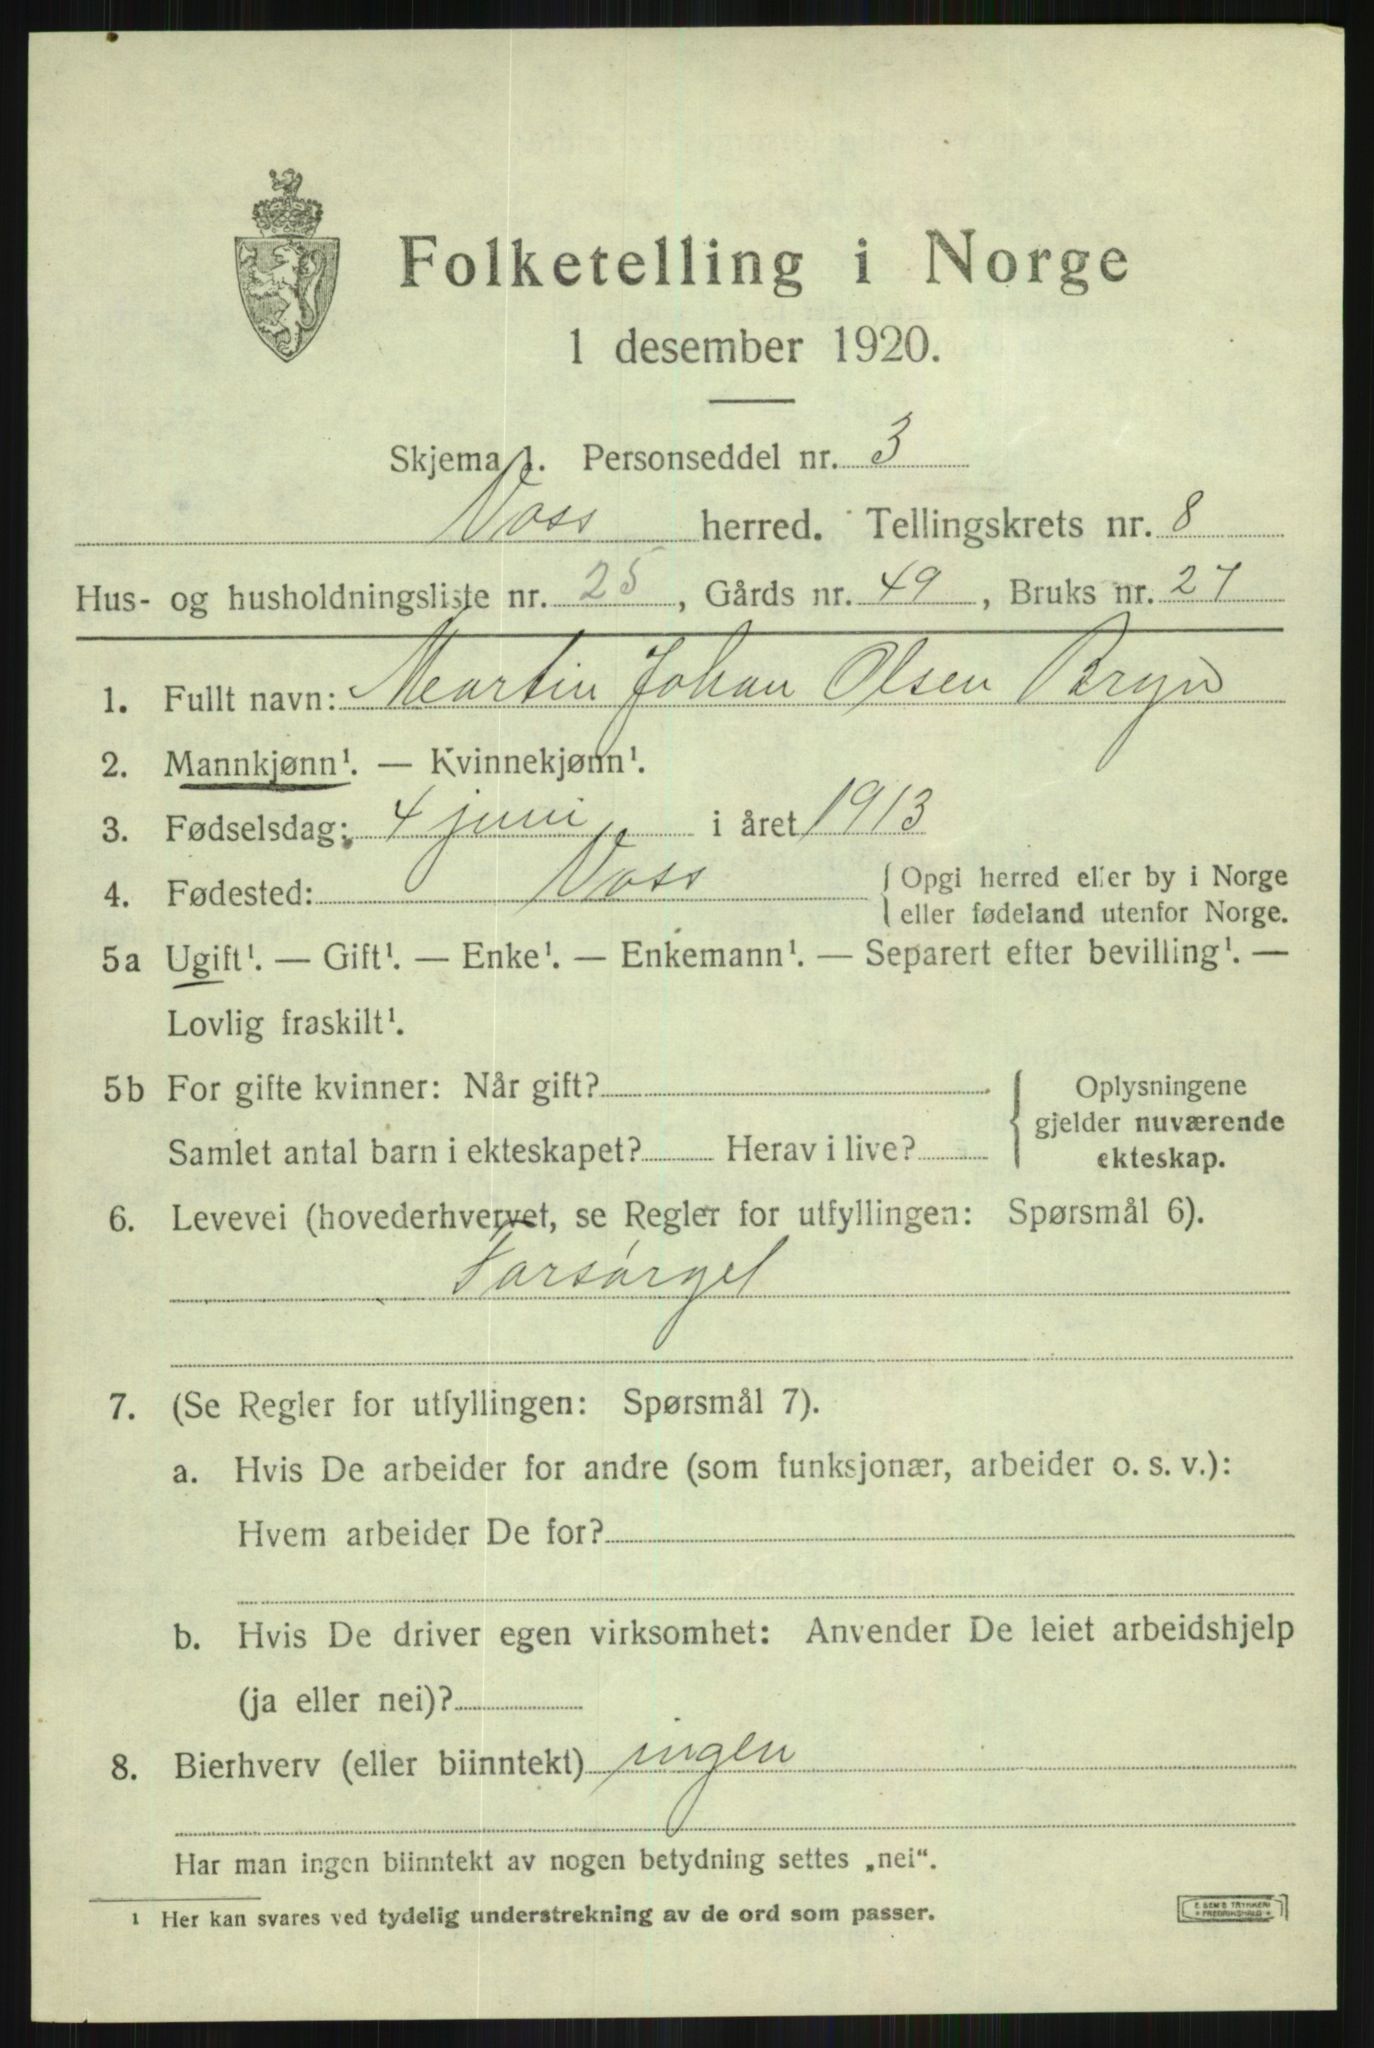 Folketelling i Norge
1 desember 1920.
Skjema 1. Personseddel nr. 3
Voss herred. Tellingskrets nr. 8
Hus- og husholdningsliste nr. 25, Gårds nr. 49, Bruks nr. 27
1. Fullt navn: Martin Johan Olsen Bryn
2. Mannkjønn¹. — Kvinnekjønn¹.
3. Fødselsdag: 4 juni i året 1913
4. Fødested: Voss { Opgi herred eller by i Norge
eller fødeland utenfor Norge.
5a Ugift¹. — Gift¹. — Enke¹. — Enkemann¹. — Separert efter bevilling¹. —
Lovlig fraskilt¹.
5b For gifte kvinner: Når gift? { Oplysningene
gjelder nuværende
Samlet antal barn i ekteskapet? Herav i live?
ekteskap.
6. Levevei (hovederhvervet, se Regler for utfyllingen: Spørsmål 6).
Forsørget
7. (Se Regler for utfyllingen: Spørsmål 7).
a. Hvis De arbeider for andre (som funksjonær, arbeider o. s. v.):
Hvem arbeider De for?
b. Hvis De driver egen virksomhet: Anvender De leiet arbeidshjelp
(ja eller nei)?
8. Bierhverv (eller biinntekt) ingen
Har man ingen biinntekt av nogen betydning settes „nei“.
¹ Her kan svares ved tydelig understrekning av de ord som passer.